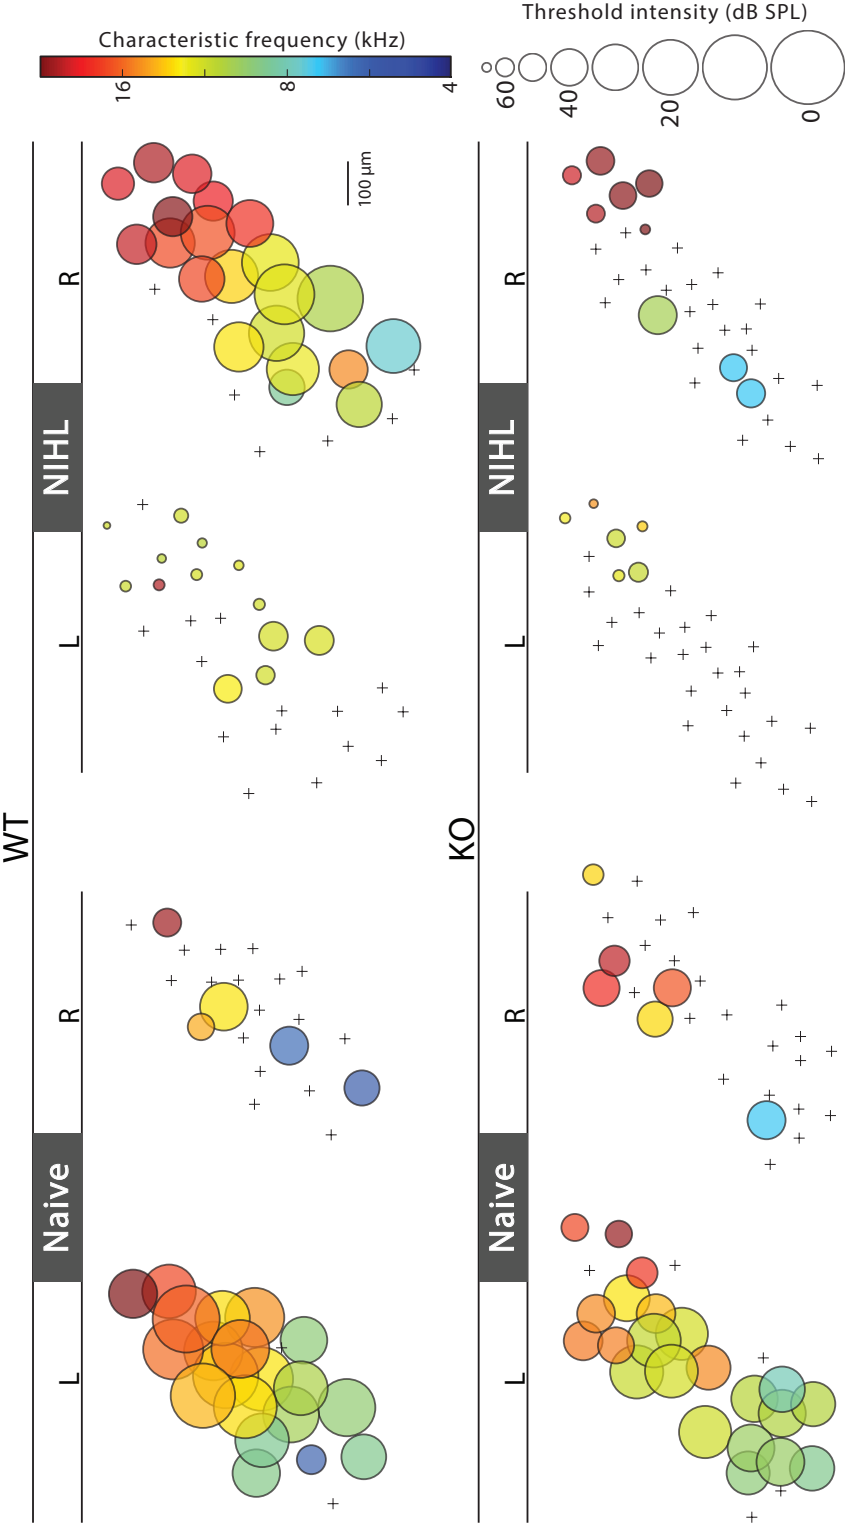 Characteristic frequency (kHz)
16
8
4
Threshold intensity (dB SPL)
60
40
20
0
100 µm
WT
NIHL
R
L
Naive
R
L
KO
NIHL
R
L
Naive
R
L